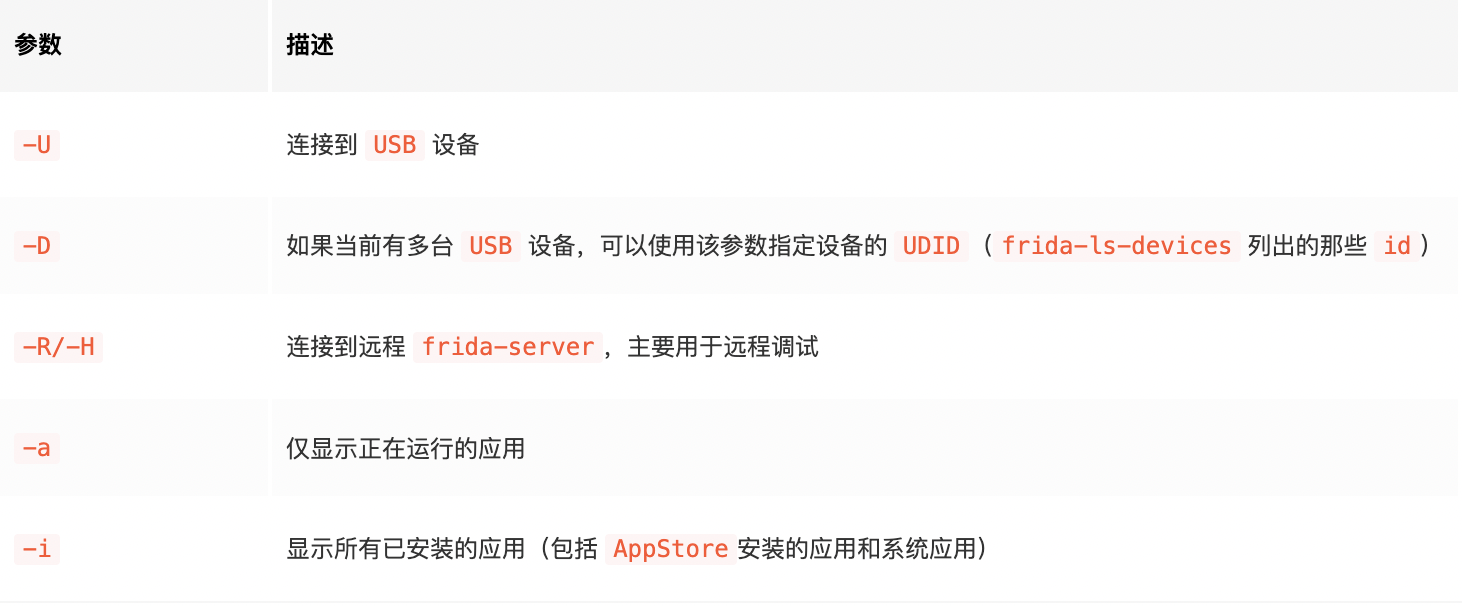 参数 描述
-U 连接到 USB 设备
-D 如果当前有多台 USB 设备，可以使用该参数指定设备的 UDID（frida-ls-devices 列出的那些 id）
-R/-H 连接到远程 frida-server，主要用于远程调试
-a 仅显示正在运行的应用
-i 显示所有已安装的应用（包括 AppStore 安装的应用和系统应用）